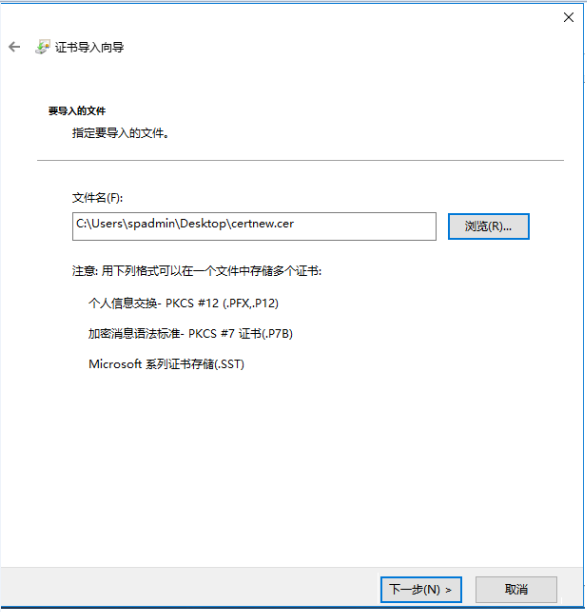 证书导入向导
要导入的文件
指定要导入的文件。
文件名(F):
C:\Users\spadmin\Desktop\certnew.cer
浏览(R)...
注意: 用下列格式可以在一个文件中存储多个证书:
个人信息交换- PKCS #12 (.PFX,.P12)
加密消息语法标准- PKCS #7 证书(.P7B)
Microsoft 系列证书存储(.SST)
下一步(N) >
取消